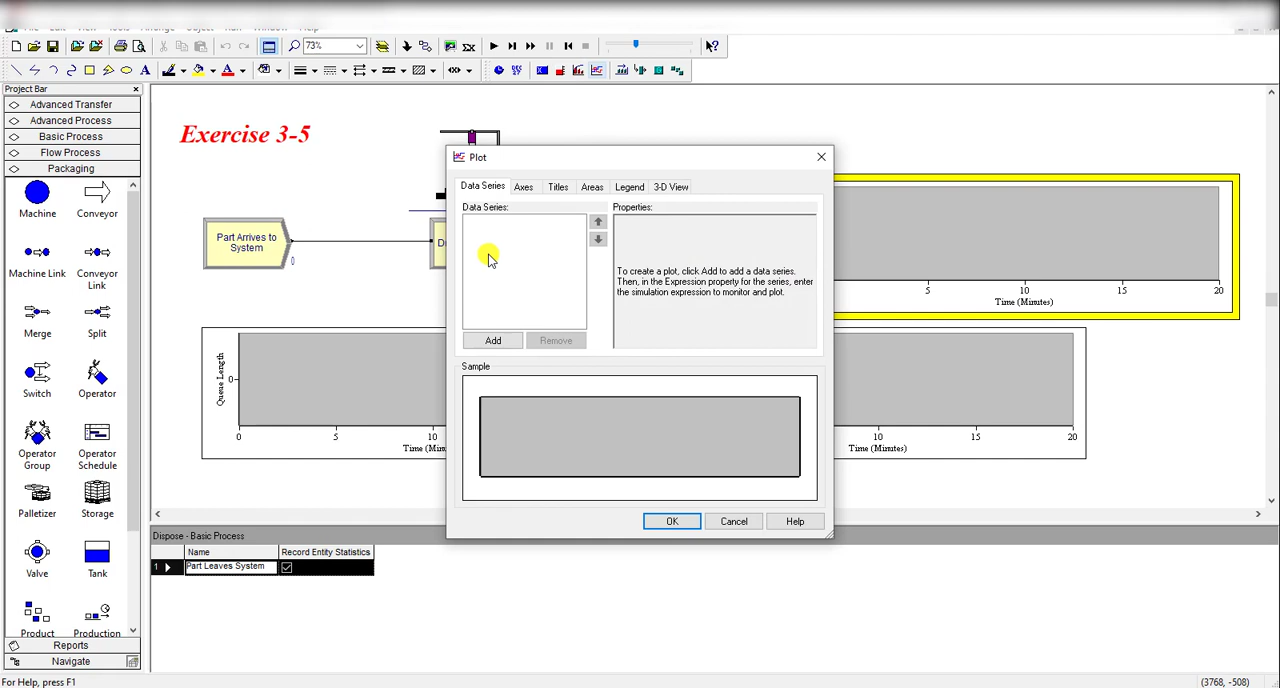 73%
Project Bar
Advanced Transfer
Advanced Process
Basic Process
Flow Process
Packaging
Machine
Conveyor
Machine Link
Conveyor
Link
Merge
Split
Switch
Operator
Operator
Group
Operator
Schedule
Palletizer
Storage
Valve
Tank
Product
Production
Reports
Navigate
Exercise 3-5
Part Arrives to
System
0
5
10
15
20
Time (Minutes)
Queue Length
0
0
5
10
10
15
20
Time (Minutes)
Plot
Data Series
Axes
Titles
Areas
Legend
3-D View
Data Series:
Properties:
To create a plot, click Add to add a data series.
Then, in the Expression property for the series, enter
the simulation expression to monitor and plot.
Add
Remove
Sample
OK
Cancel
Help
Dispose - Basic Process
Name
Record Entity Statistics
1
Part Leaves System
For Help, press F1
(3768, -508)